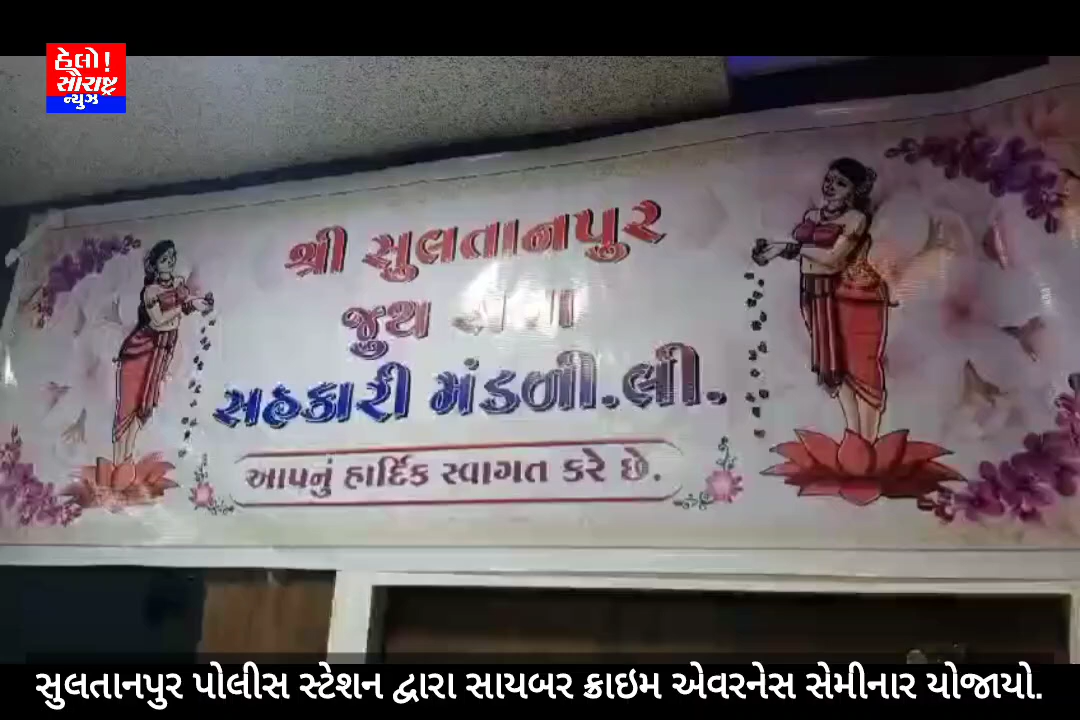 હેલો!
સૌરાષ્ટ્ર
ન્યુઝ
શ્રી સુલતાનપુર
જુથ
સહકારી મંડળી.લી.
આપનું હાર્દિક સ્વાગત કરે છે.
સુલતાનપુર પોલીસ સ્ટેશન દ્વારા સાયબર ક્રાઇમ એવરનેસ સેમીનાર યોજાયો.